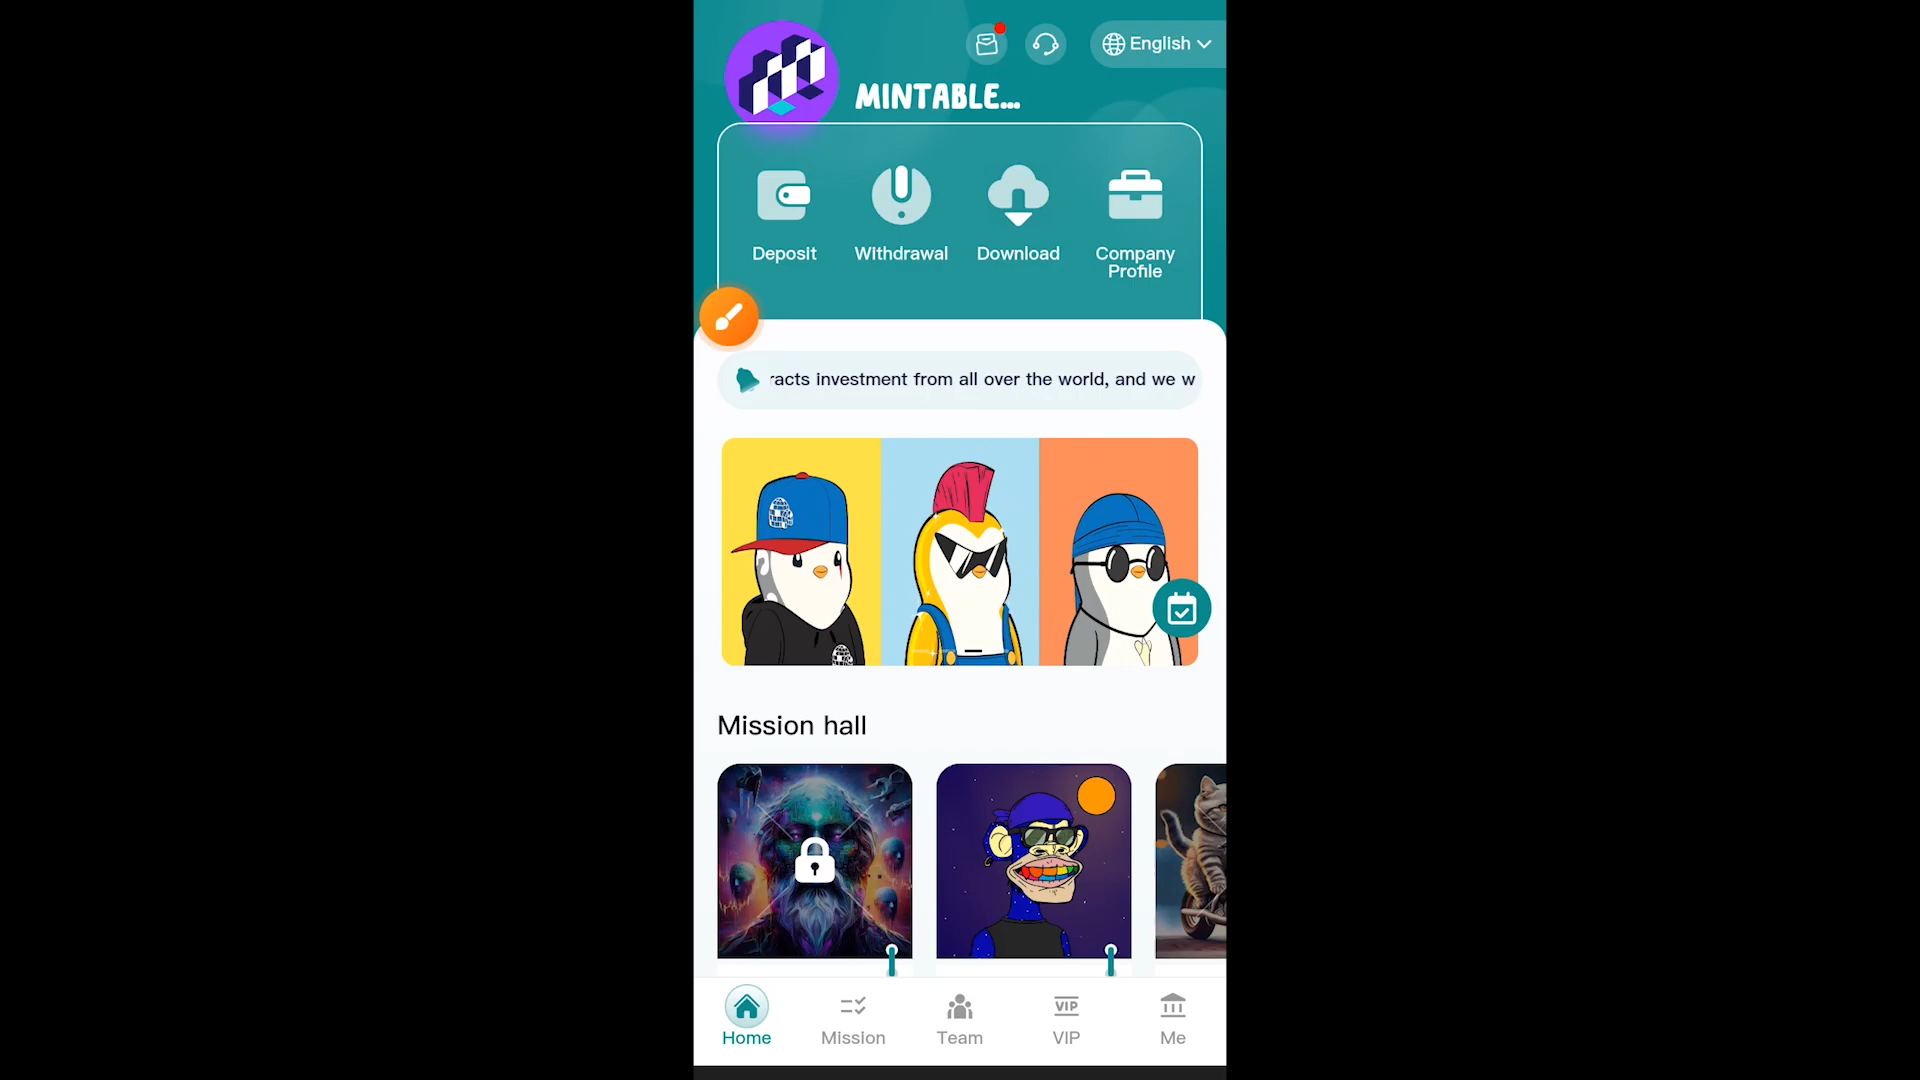 English
MINTABLE...
Deposit
Withdrawal
Download
Company
Profile
racts investment from all over the world, and we w
Mission hall
Home
Mission
Team
VIP
VIP
Me